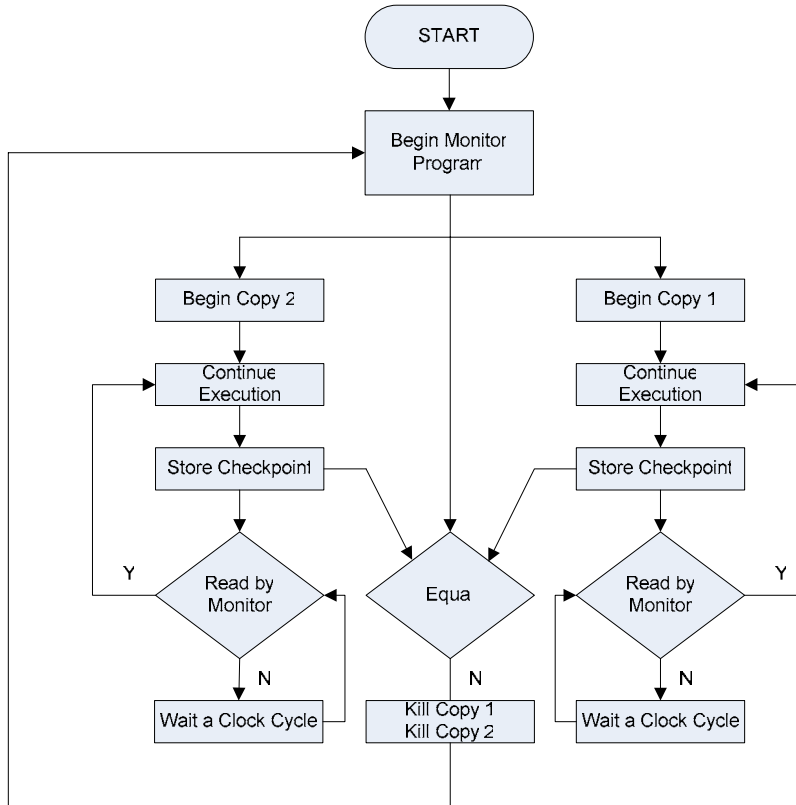 START
Begin Monitor
Program
Begin Copy 2
Begin Copy 1
Continue
Execution
Continue
Execution
Store Checkpoint
Store Checkpoint
Y
Read by
Monitor
Equa
Read by
Monitor
Y
N
N
N
Wait a Clock Cycle
Kill Copy 1
Kill Copy 2
Wait a Clock Cycle